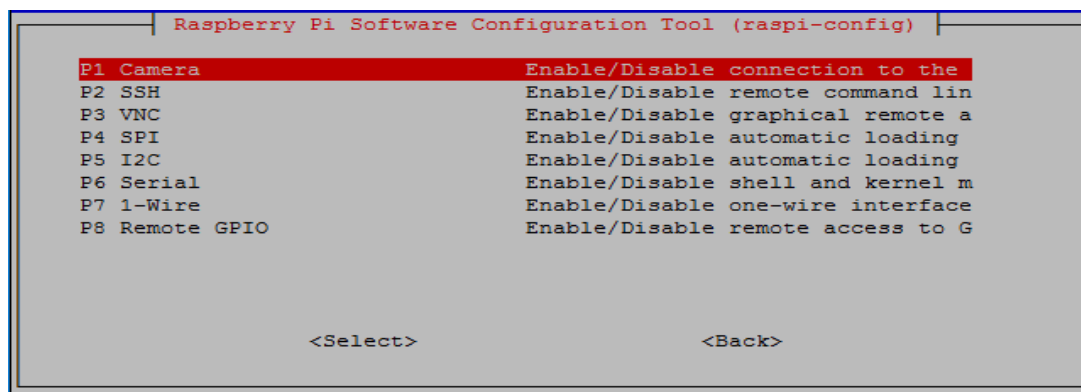 Raspberry Pi Software Configuration Tool (raspi-config)
P1 Camera Enable/Disable connection to the
P2 SSH Enable/Disable remote command lin
P3 VNC Enable/Disable graphical remote a
P4 SPI Enable/Disable automatic loading
P5 I2C Enable/Disable automatic loading
P6 Serial Enable/Disable shell and kernel m
P7 1-Wire Enable/Disable one-wire interface
P8 Remote GPIO Enable/Disable remote access to G
<Select> <Back>